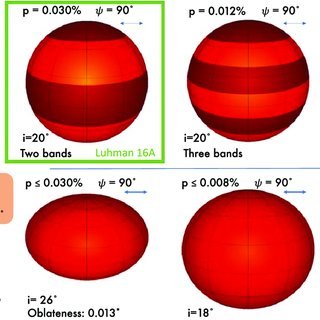 p = 0.030% ψ = 90˚
i=20˚
Two bands Luhman 16A
p = 0.012% ψ = 90˚
i=20˚
Three bands
p ≤ 0.030% ψ = 90˚
i= 26˚
Oblateness: 0.013˚
p ≤ 0.008% ψ = 90˚
i=18˚